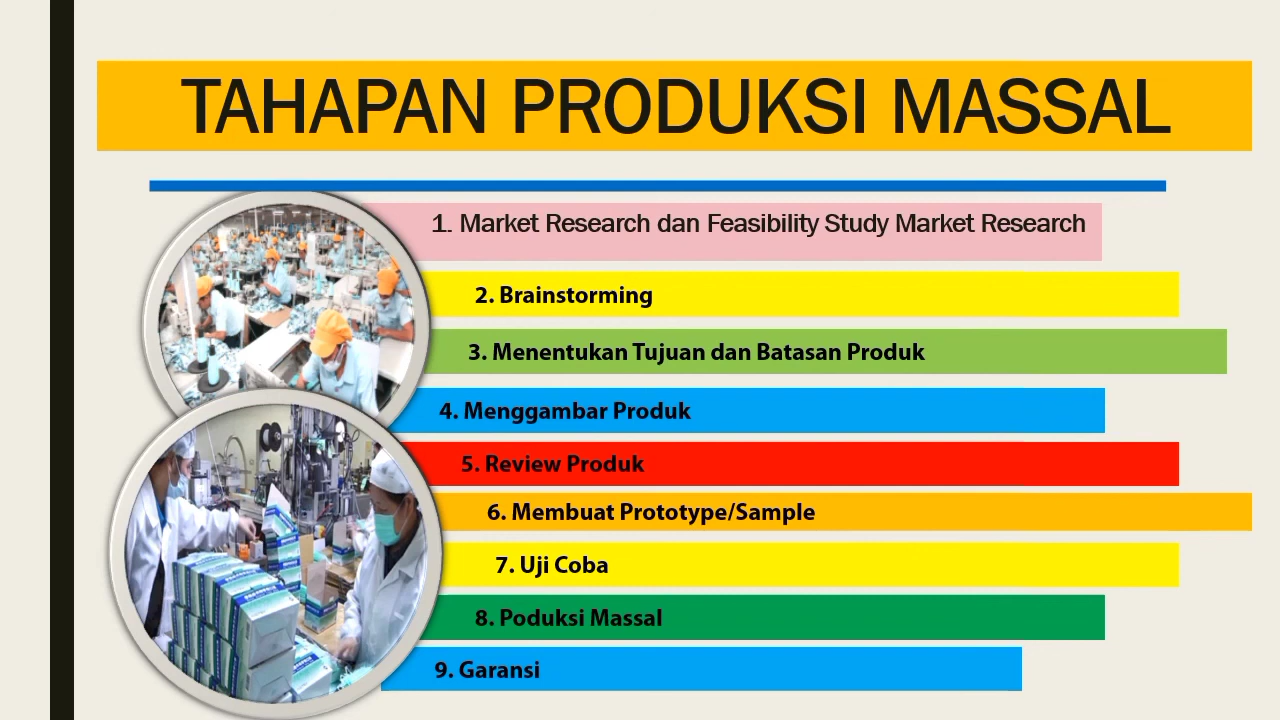 TAHAPAN PRODUKSI MASSAL
1. Market Research dan Feasibility Study Market Research
2. Brainstorming
3. Menentukan Tujuan dan Batasan Produk
4. Menggambar Produk
5. Review Produk
6. Membuat Prototype/Sample
7. Uji Coba
8. Poduksi Massal
9. Garansi